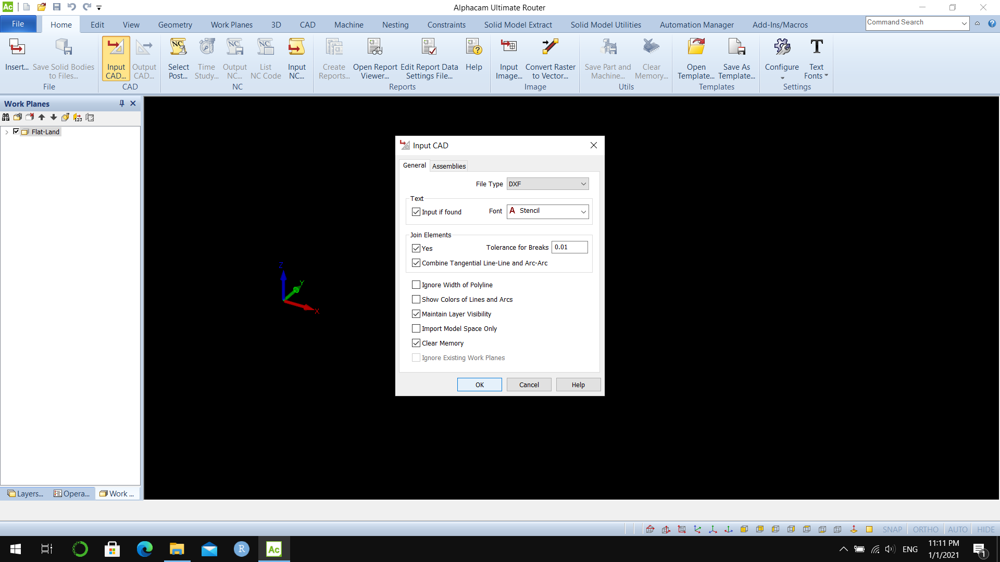 Ac
Alphacam Ultimate Router
File
Home
Edit
View
Geometry
Work Planes
3D
CAD
Machine
Nesting
Constraints
Solid Model Extract
Solid Model Utilities
Automation Manager
Add-Ins/Macros
Command Search
Insert...
Save Solid Bodies
to Files...
Input
CAD...
Output
CAD...
Select
Post...
Time
Study...
Output
NC...
List
NC Code
Input
NC...
Create
Reports...
Open Report
Viewer...
Edit Report Data
Settings File...
Help
Input
Image...
Convert Raster
to Vector...
Save Part and
Machine...
Clear
Memory...
Open
Template...
Save As
Template...
Configure
Text
Fonts
File
CAD
NC
Reports
Image
Utils
Templates
Settings
Work Planes
Flat-Land
Z
Y
X
Input CAD
General
Assemblies
File Type
DXF
Text
Input if found
Font
A Stencil
Join Elements
Yes
Tolerance for Breaks
0.01
Combine Tangential Line-Line and Arc-Arc
Ignore Width of Polyline
Show Colors of Lines and Arcs
Maintain Layer Visibility
Import Model Space Only
Clear Memory
Ignore Existing Work Planes
OK
Cancel
Help
Layers...
Opera...
Work ...
SNAP
ORTHO
AUTO
HIDE
R
Ac
ENG
11:11 PM
1/1/2021
1